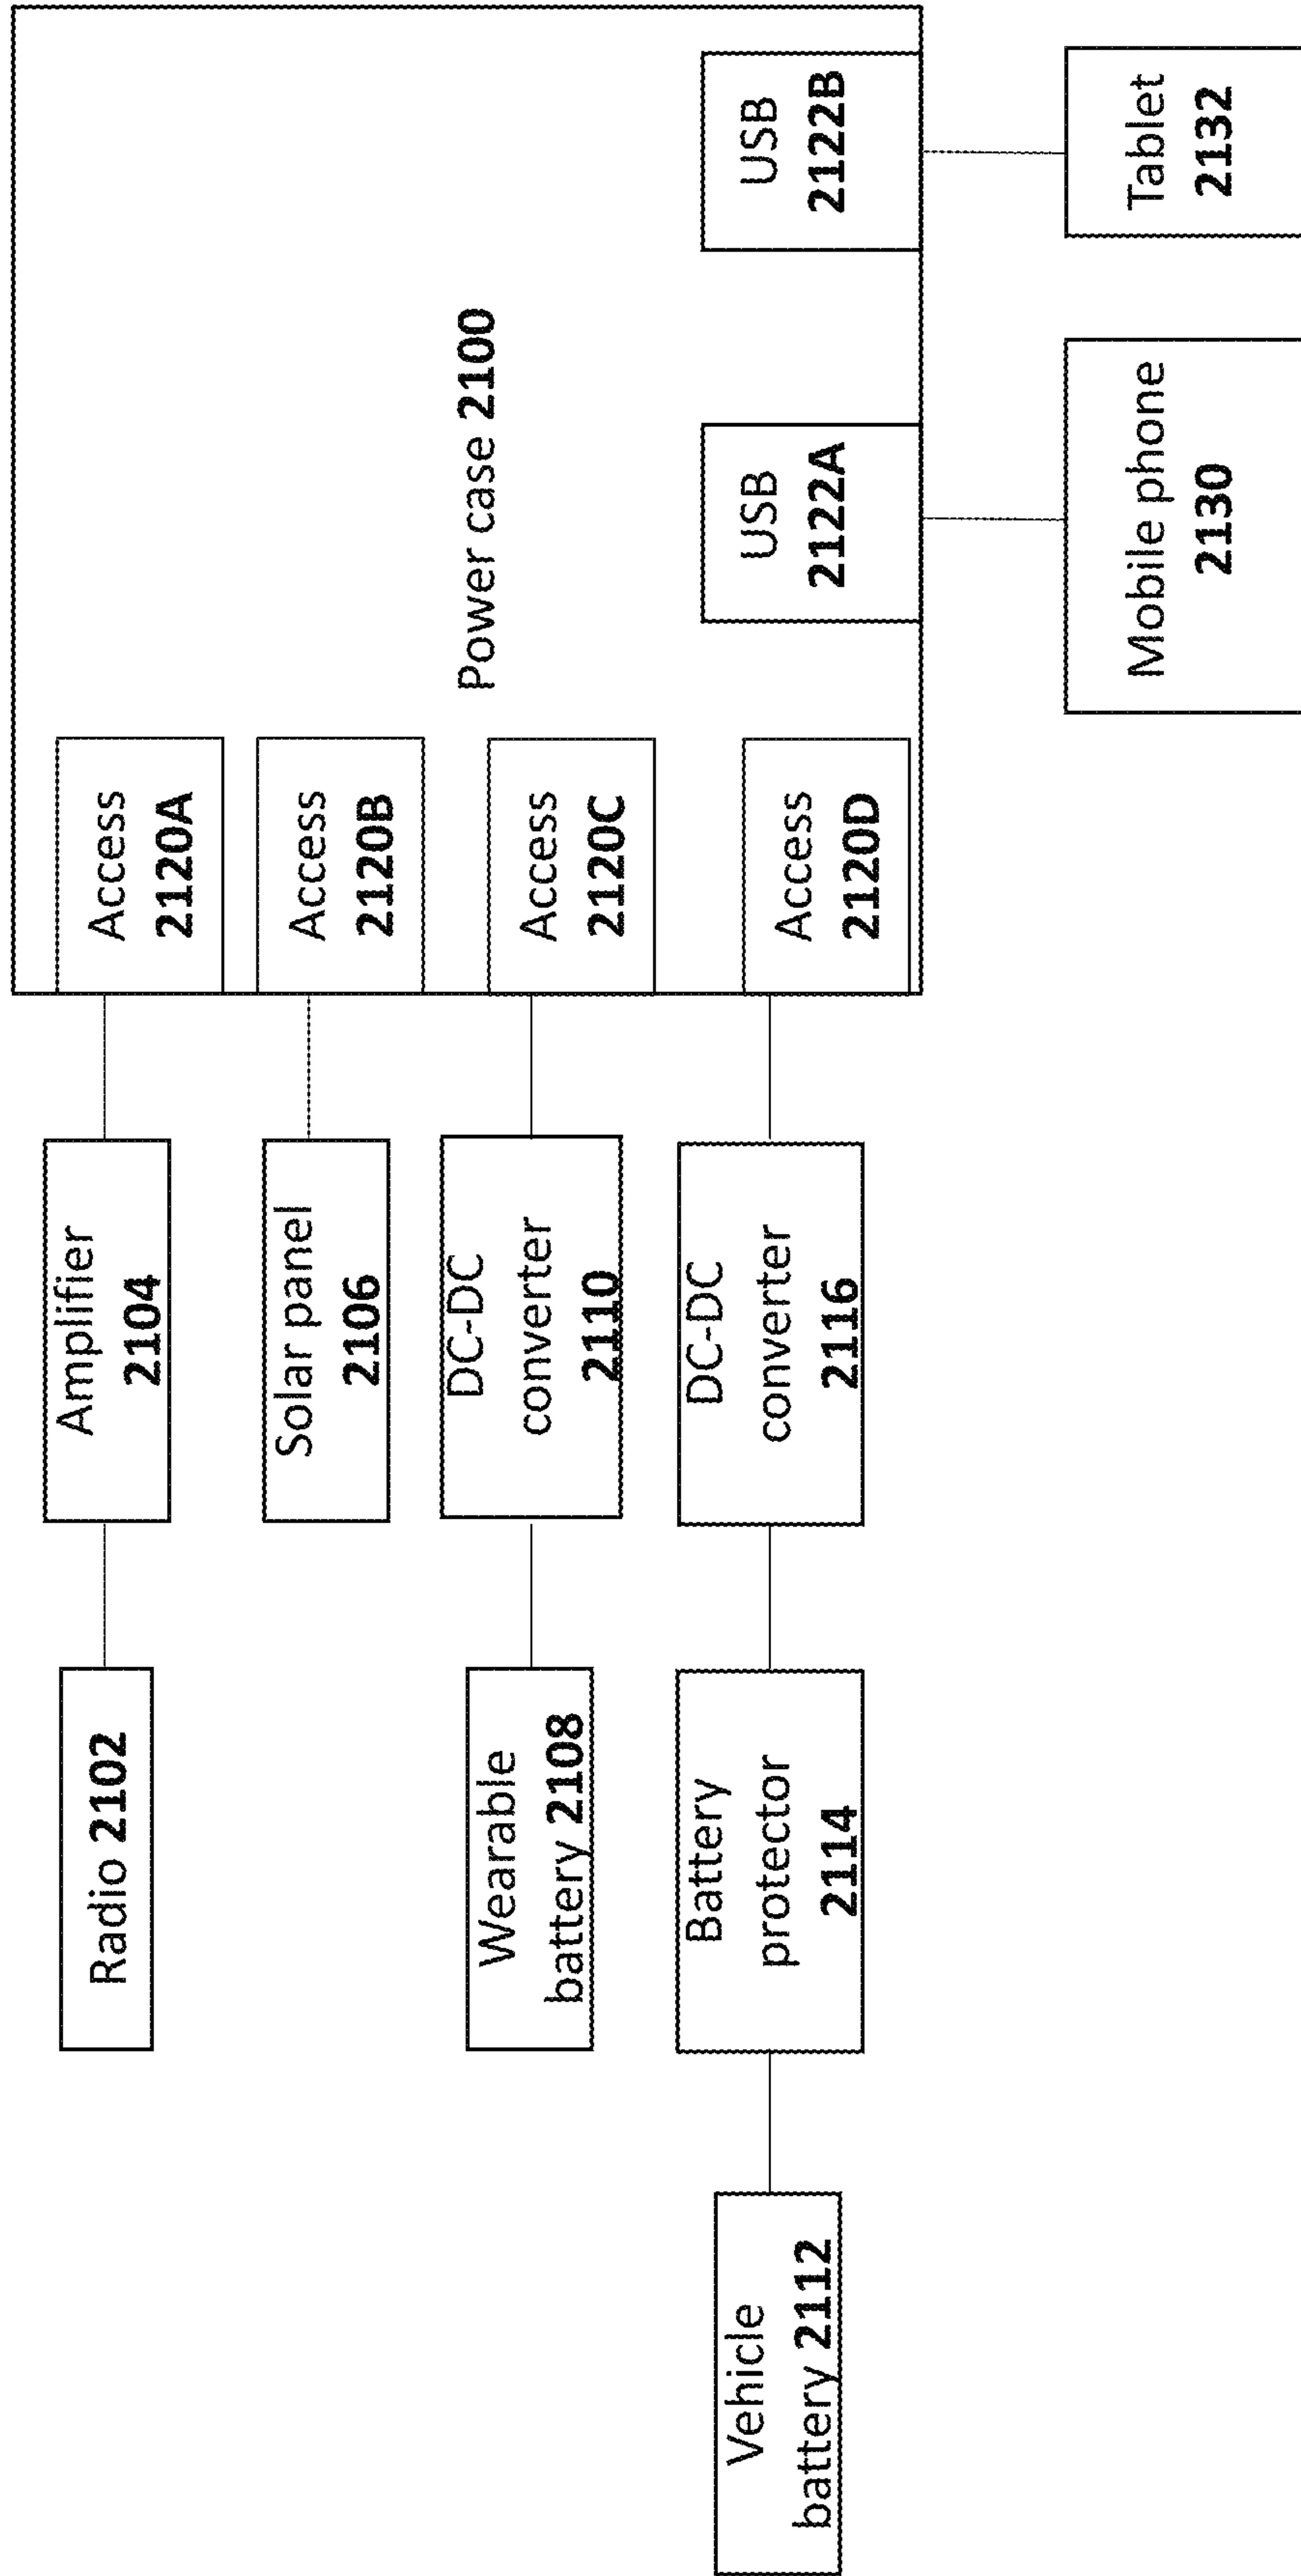 Radio 2102
Amplifier
2104
Access
2120A
Solar panel
2106
Access
2120B
Power case 2100
Wearable
battery 2108
DC-DC
converter
2110
Access
2120C
Vehicle
battery 2112
Battery
protector
2114
DC-DC
converter
2116
Access
2120D
USB
2122A
USB
2122B
Mobile phone
2130
Tablet
2132